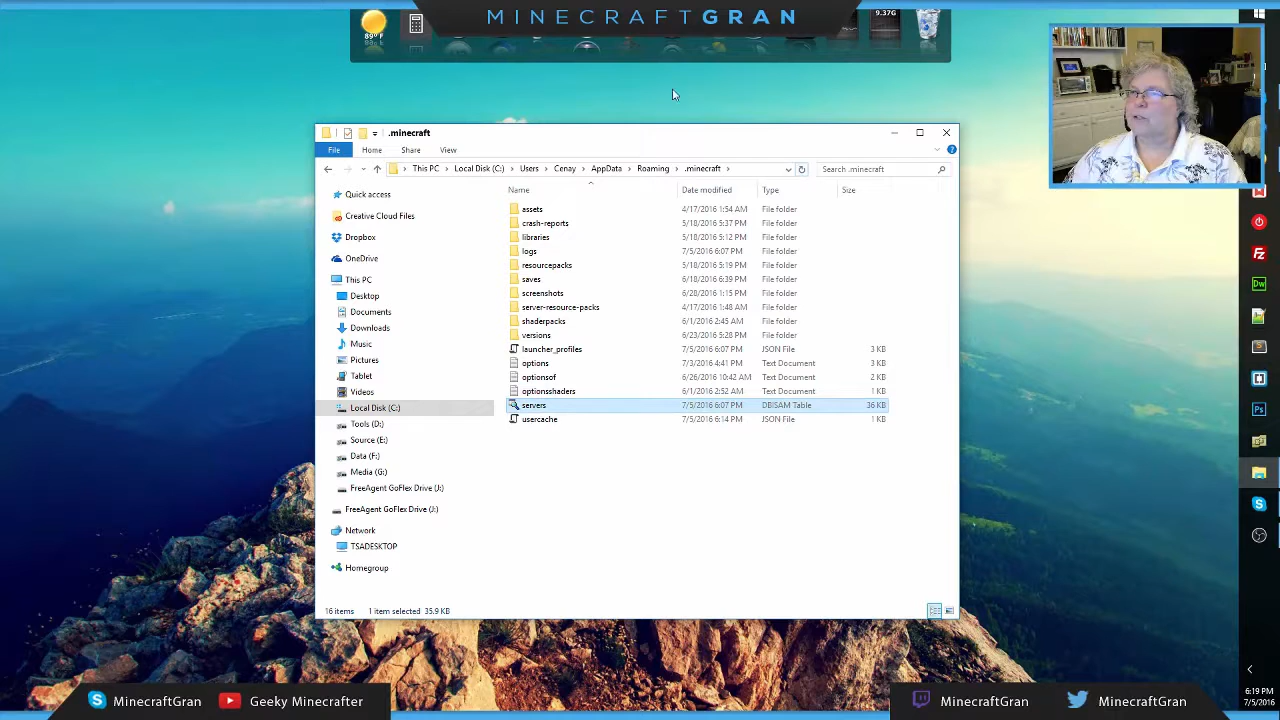 MINECRAFTGRAN
89°F
9.37G
.minecraft
File Home Share View
This PC Local Disk (C:) Users Cenay AppData Roaming .minecraft
Search .minecraft
Name Date modified Type Size
Quick access
Creative Cloud Files
Dropbox
OneDrive
This PC
Desktop
Documents
Downloads
Music
Pictures
Tablet
Videos
Local Disk (C:)
Tools (D:)
Source (E:)
Data (F:)
Media (G:)
FreeAgent GoFlex Drive (J:)
FreeAgent GoFlex Drive (J:)
Network
TSADESKTOP
Homegroup
assets 4/17/2016 1:54 AM File folder
crash-reports 5/18/2016 5:37 PM File folder
libraries 5/18/2016 5:12 PM File folder
logs 7/5/2016 6:07 PM File folder
resourcepacks 5/18/2016 5:19 PM File folder
saves 6/18/2016 6:39 PM File folder
screenshots 6/28/2016 1:15 PM File folder
server-resource-packs 4/17/2016 1:48 AM File folder
shaderpacks 6/1/2016 2:45 AM File folder
versions 6/23/2016 5:28 PM File folder
launcher_profiles 7/5/2016 6:07 PM JSON File 3 KB
options 7/3/2016 4:41 PM Text Document 3 KB
optionsof 6/26/2016 10:42 AM Text Document 2 KB
optionsshaders 6/1/2016 2:52 AM Text Document 1 KB
servers 7/5/2016 6:07 PM DBISAM Table 36 KB
usercache 7/5/2016 6:14 PM JSON File 1 KB
16 items 1 item selected 35.9 KB
Fz
Dw
Ps
6:19 PM
7/5/2016
MinecraftGran Geeky Minecrafter
MinecraftGran MinecraftGran